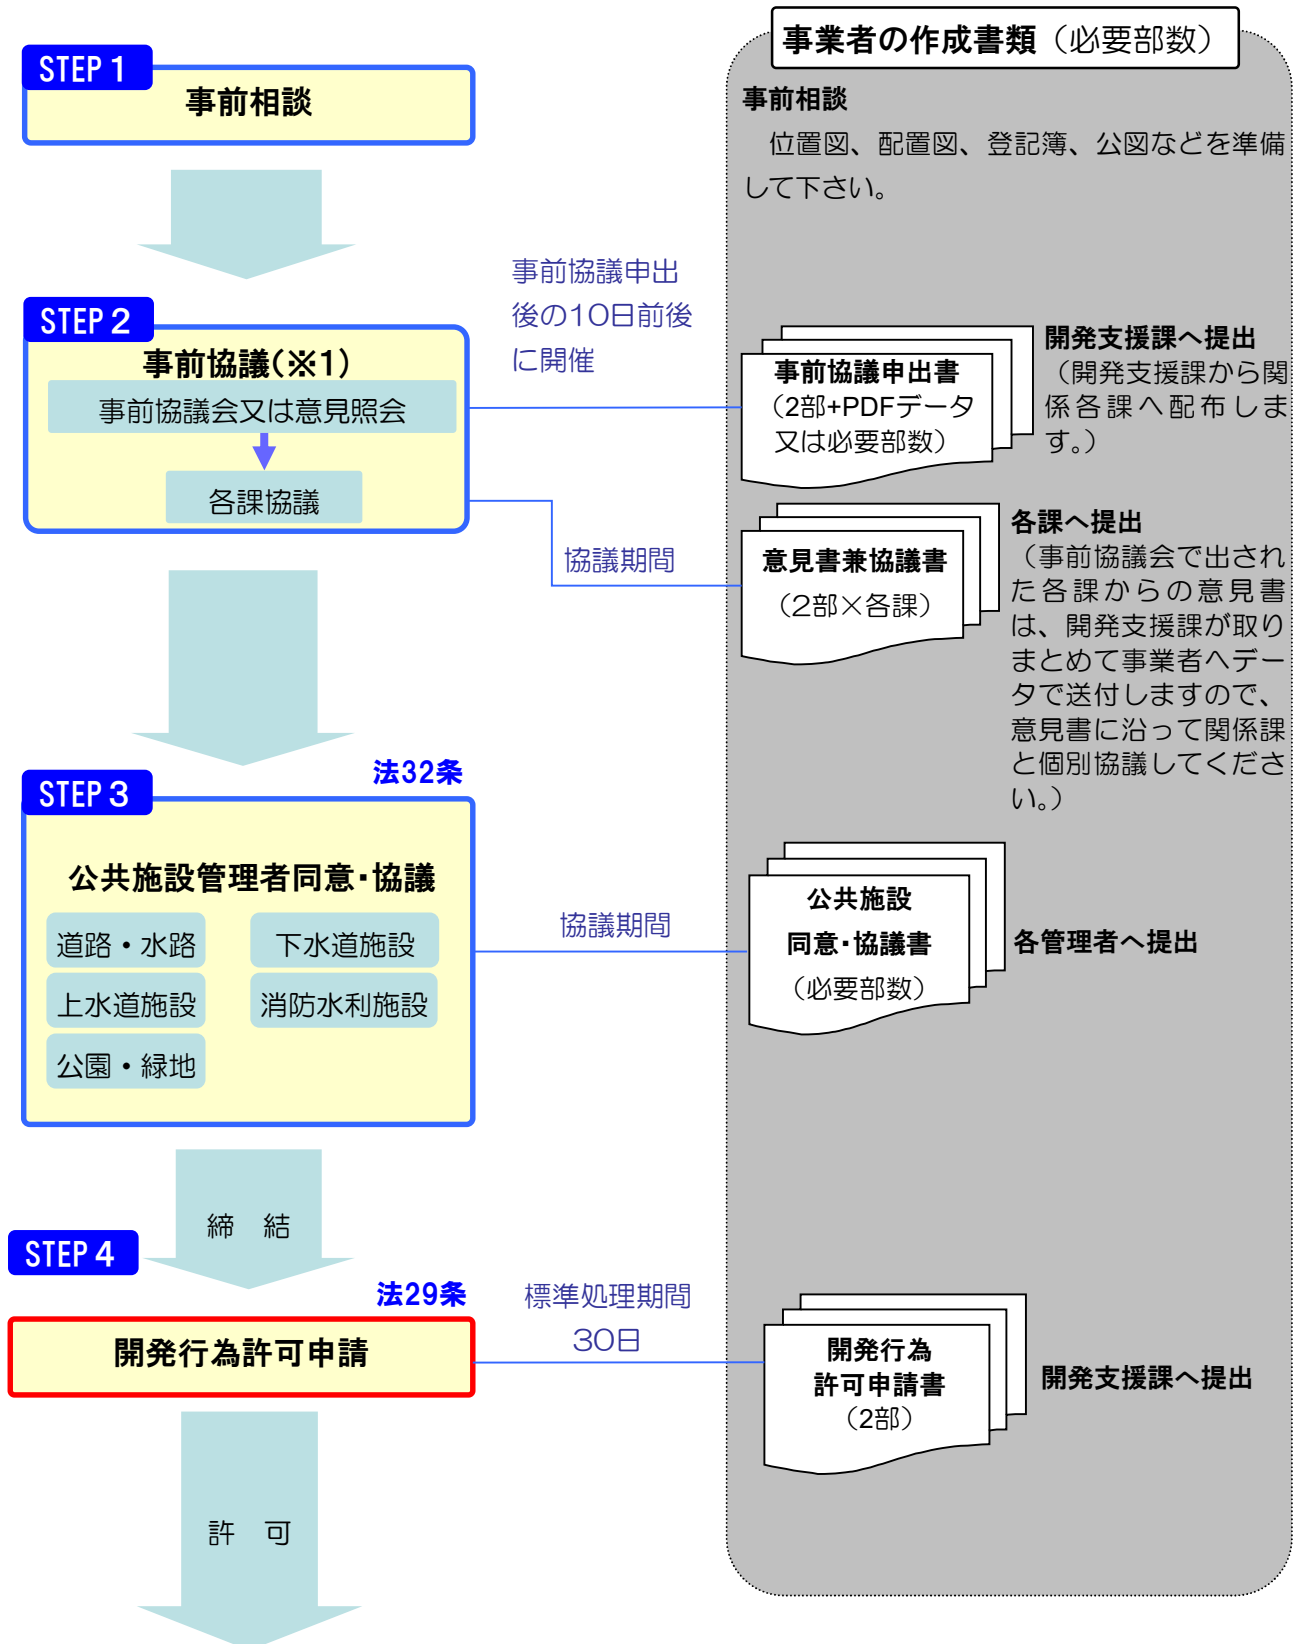 事業者の作成書類（必要部数）
STEP 1
事前相談
事前相談
位置図、配置図、登記簿、公図などを準備
して下さい。
事前協議申出
後の10日前後
に開催
STEP 2
事前協議(※1)
事前協議会又は意見照会
各課協議
事前協議申出書
（2部+PDFデータ
又は必要部数）
開発支援課へ提出
（開発支援課から関
係各課へ配布しま
す。）
協議期間
意見書兼協議書
（2部×各課）
各課へ提出
（事前協議会で出され
た各課からの意見書
は、開発支援課が取り
まとめて事業者へデー
タで送付しますので、
意見書に沿って関係課
と個別協議してくださ
い。）
法32条
STEP 3
公共施設管理者同意・協議
道路・水路
下水道施設
上水道施設
消防水利施設
公園・緑地
協議期間
公共施設
同意・協議書
（必要部数）
各管理者へ提出
締 結
STEP 4
法29条
開発行為許可申請
標準処理期間
30日
開発行為
許可申請書
（2部）
開発支援課へ提出
許 可